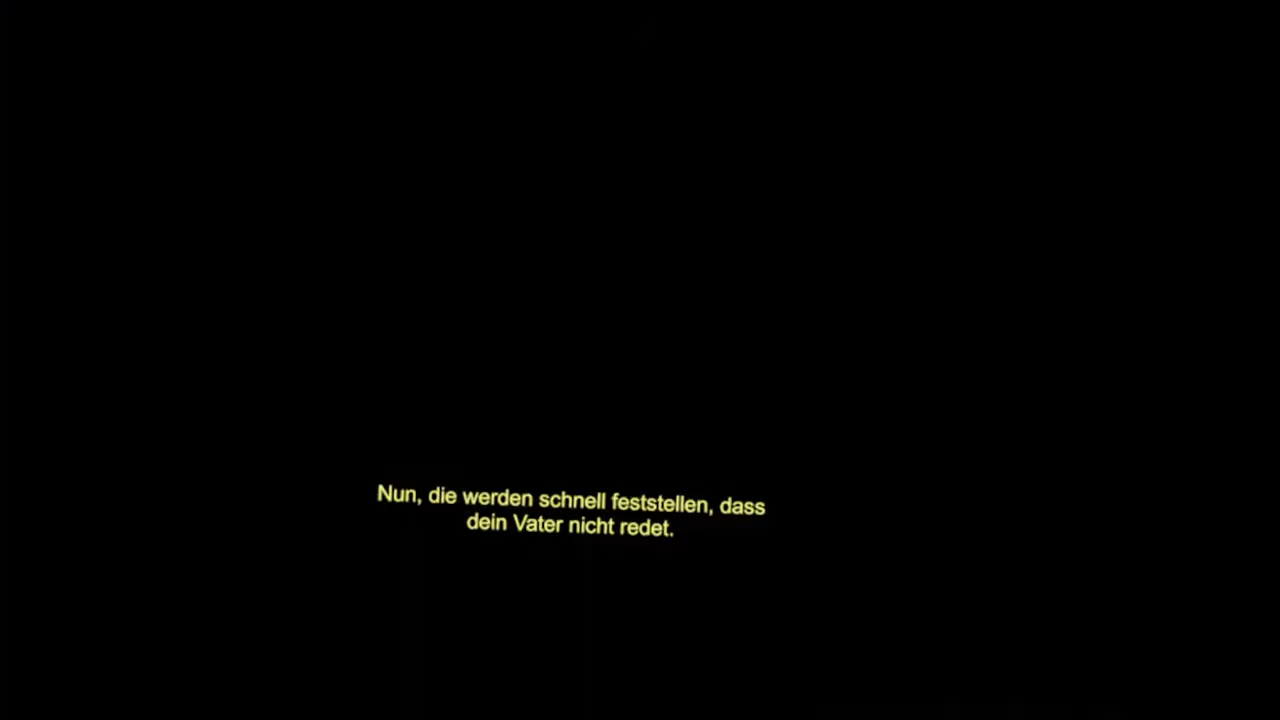 Nun, die werden schnell feststellen, dass
dein Vater nicht redet.